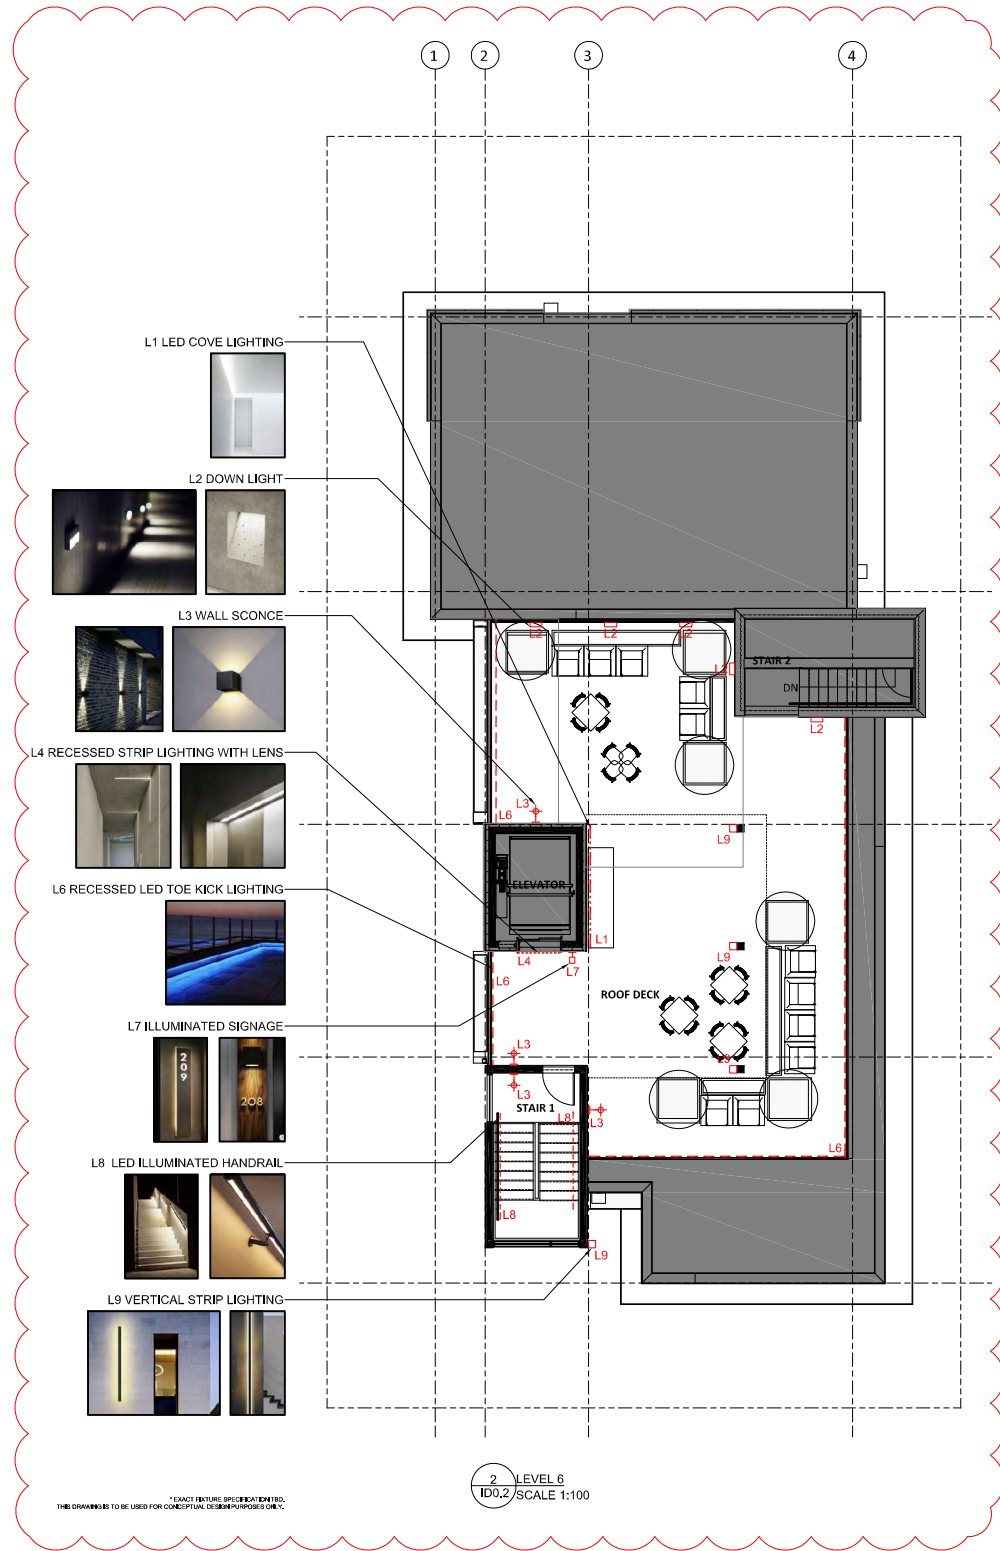 1 2 3 4
L1 LED COVE LIGHTING
L2 DOWN LIGHT
L3 WALL SCONCE
L4 RECESSED STRIP LIGHTING WITH LENS
L6 RECESSED LED TOE KICK LIGHTING
L7 ILLUMINATED SIGNAGE
209
208
L8 LED ILLUMINATED HANDRAIL
L9 VERTICAL STRIP LIGHTING
L2 L2 L2
L2
STAIR 2
DN
L2
L3
L6
L9
ELEVATOR
L1
L9
L4
L7
L6
ROOF DECK
L3
L9
L3
STAIR 1
L8
L3
L6
L8
L9
2
ID0.2
LEVEL 6
SCALE 1:100
* EXACT FIXTURE SPECIFICATION TBD.
THIS DRAWING IS TO BE USED FOR CONCEPTUAL DESIGN PURPOSES ONLY.